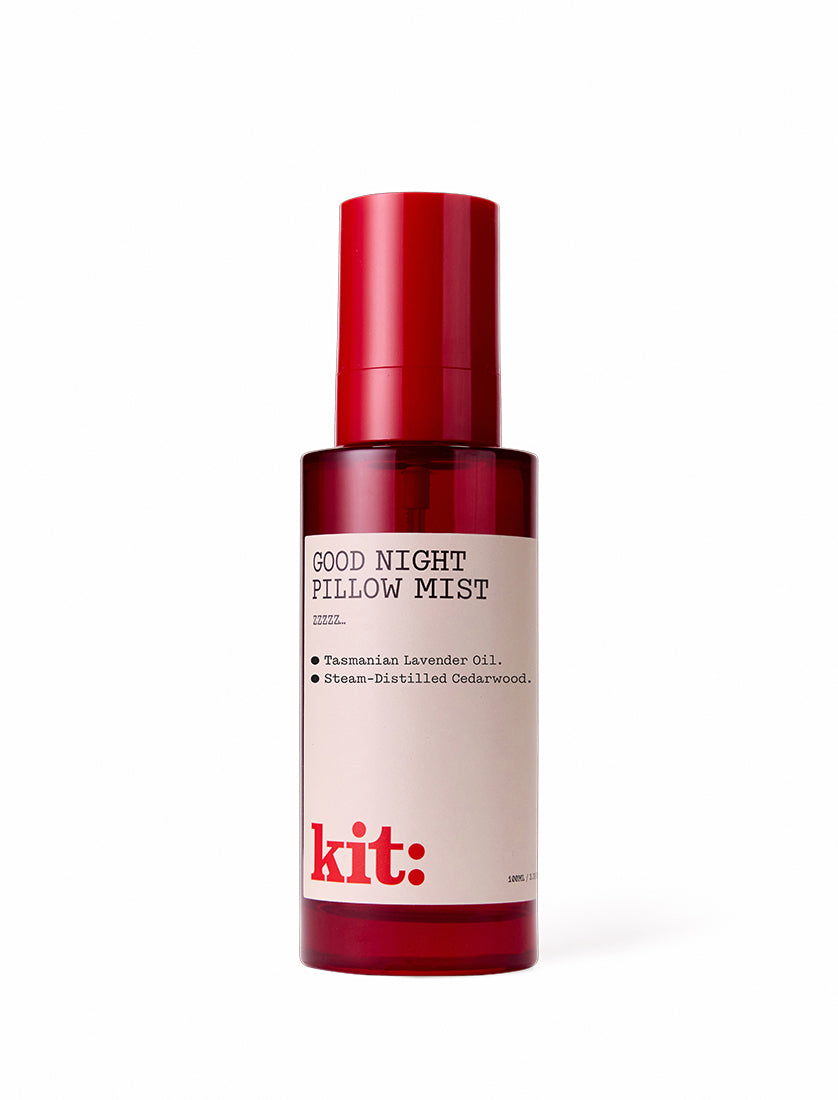 GOOD NIGHT
PILLOW MIST
ZZZZZ…
● Tasmanian Lavender Oil.
● Steam-Distilled Cedarwood.
kit:
100ML /